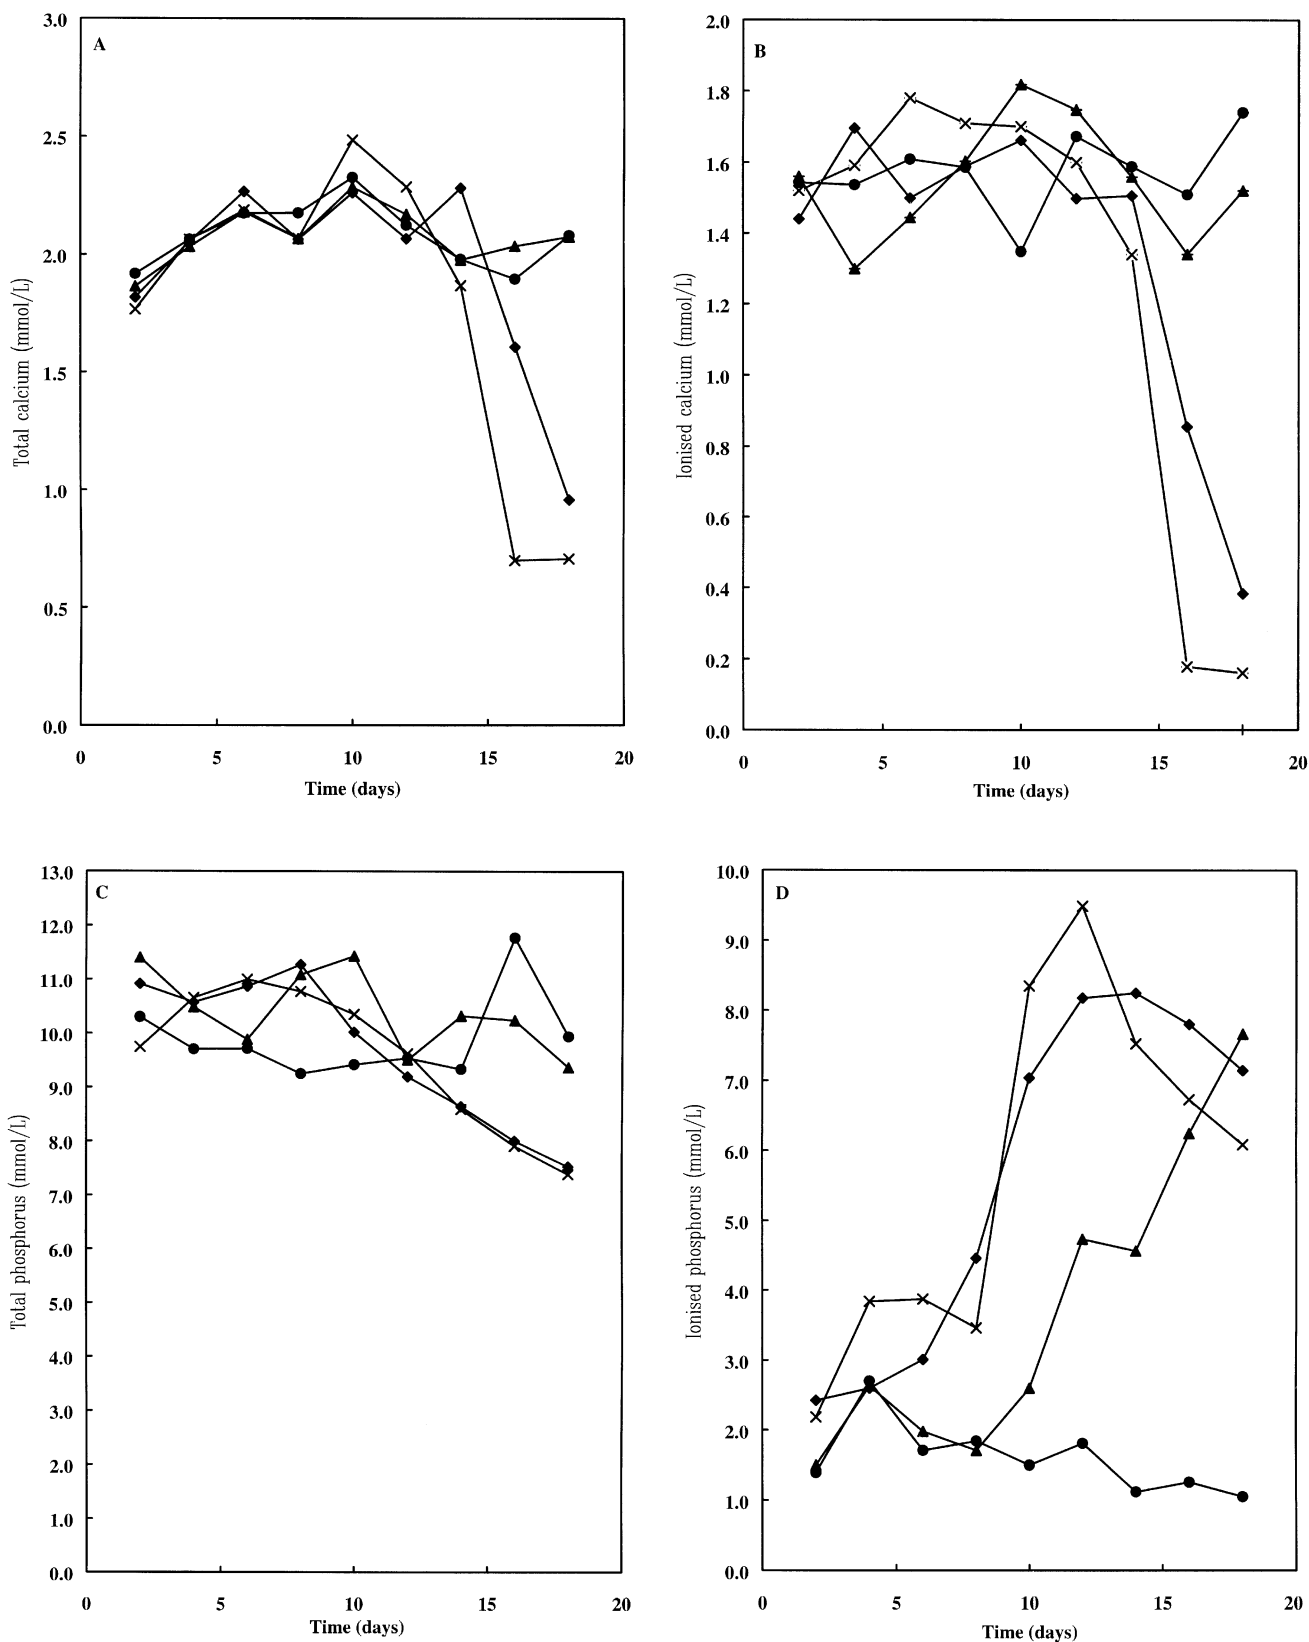 A
3.0
2.5
2.0
1.5
1.0
0.5
0.0
Total calcium (mmol/L)
0 5 10 15 20
Time (days)
B
2.0
1.8
1.6
1.4
1.2
1.0
0.8
0.6
0.4
0.2
0.0
Ionised calcium (mmol/L)
0 5 10 15 20
Time (days)
C
13.0
12.0
11.0
10.0
9.0
8.0
7.0
6.0
5.0
4.0
3.0
2.0
1.0
0.0
Total phosphorus (mmol/L)
0 5 10 15 20
Time (days)
D
10.0
9.0
8.0
7.0
6.0
5.0
4.0
3.0
2.0
1.0
0.0
Ionised phosphorus (mmol/L)
0 5 10 15 20
Time (days)